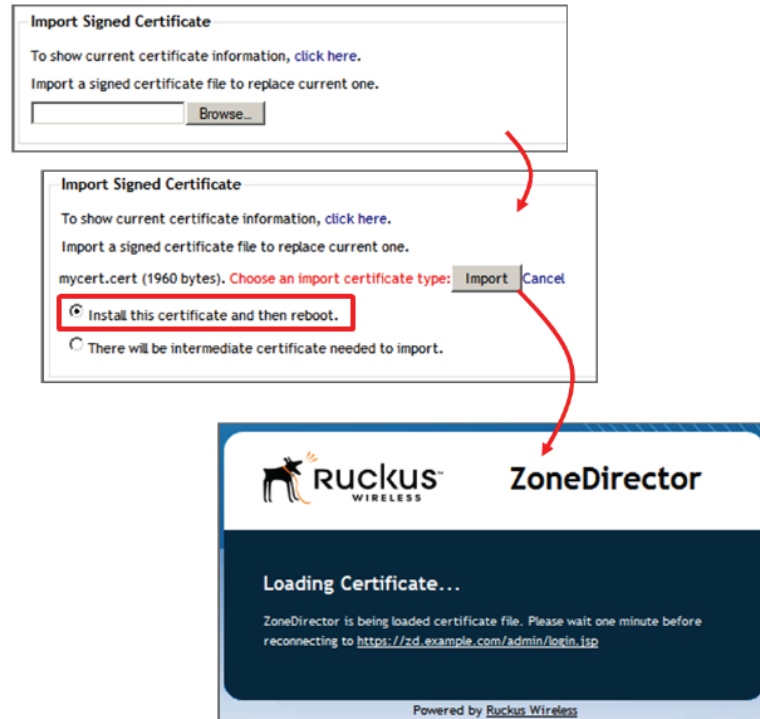 Import Signed Certificate
To show current certificate information, click here.
Import a signed certificate file to replace current one.
Browse...
Import Signed Certificate
To show current certificate information, click here.
Import a signed certificate file to replace current one.
mycert.cert (1960 bytes). Choose an import certificate type: Import Cancel
Install this certificate and then reboot.
There will be intermediate certificate needed to import.
RUCKUS™ ZoneDirector
WIRELESS
Loading Certificate...
ZoneDirector is being loaded certificate file. Please wait one minute before
reconnecting to https://zd.example.com/admin/login.jsp
Powered by Ruckus Wireless